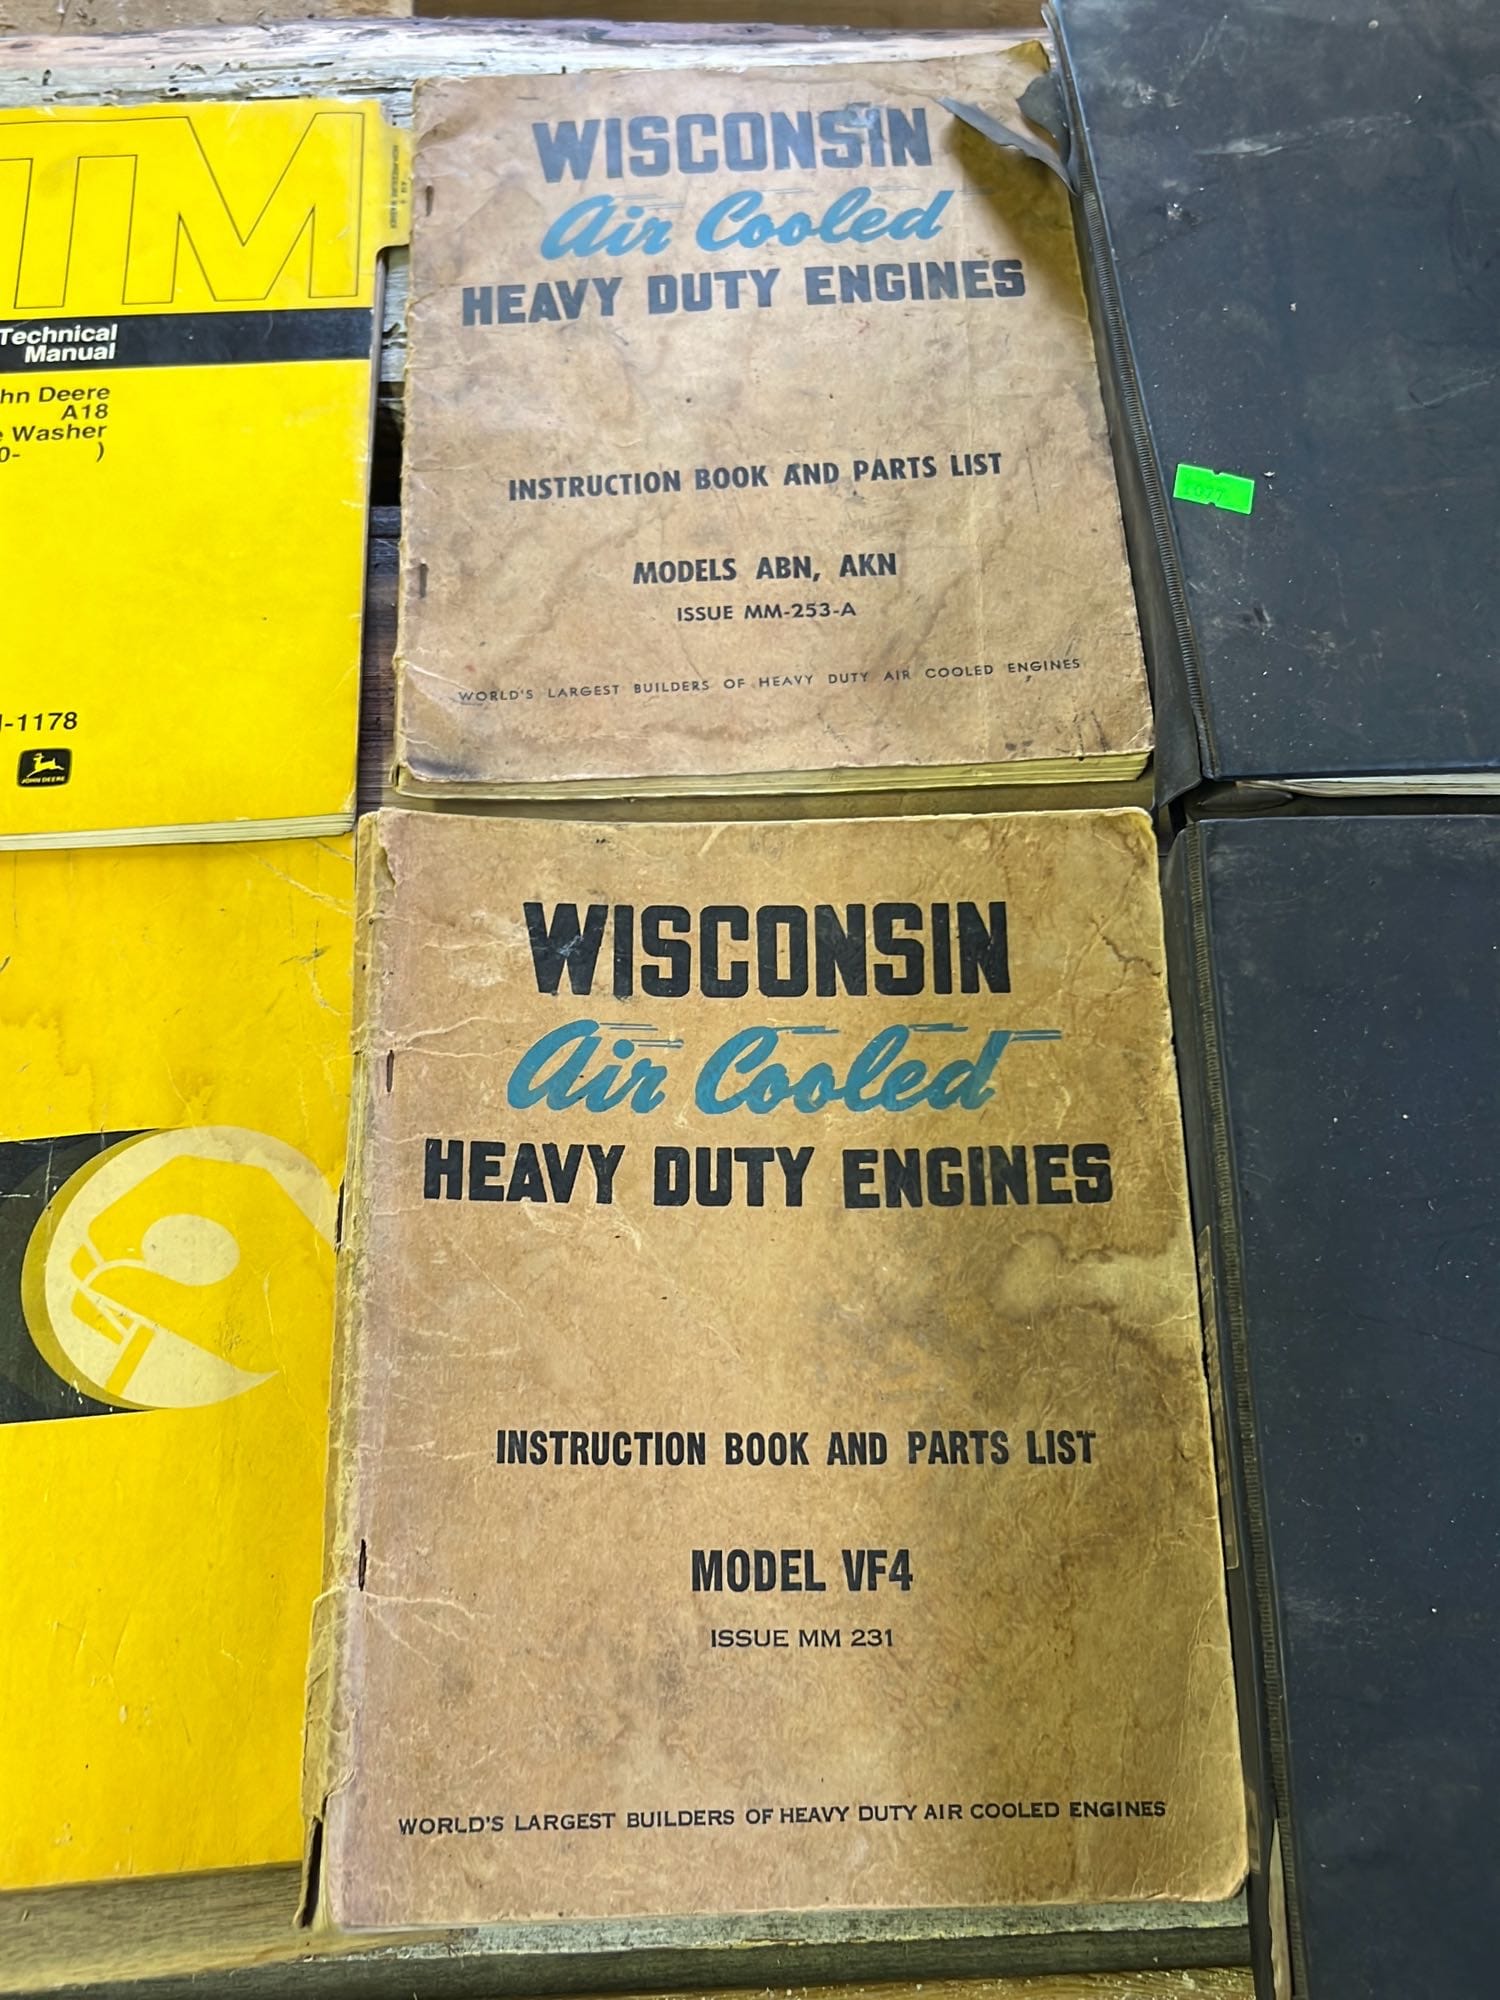 TM
Technical
Manual
hn Deere
A18
Washer
0- )
-1178
JOHN DEERE
WISCONSIN
Air Cooled
HEAVY DUTY ENGINES
INSTRUCTION BOOK AND PARTS LIST
MODELS ABN, AKN
ISSUE MM-253-A
WORLD'S LARGEST BUILDERS OF HEAVY DUTY AIR COOLED ENGINES
WISCONSIN
Air Cooled
HEAVY DUTY ENGINES
INSTRUCTION BOOK AND PARTS LIST
MODEL VF4
ISSUE MM 231
WORLD'S LARGEST BUILDERS OF HEAVY DUTY AIR COOLED ENGINES